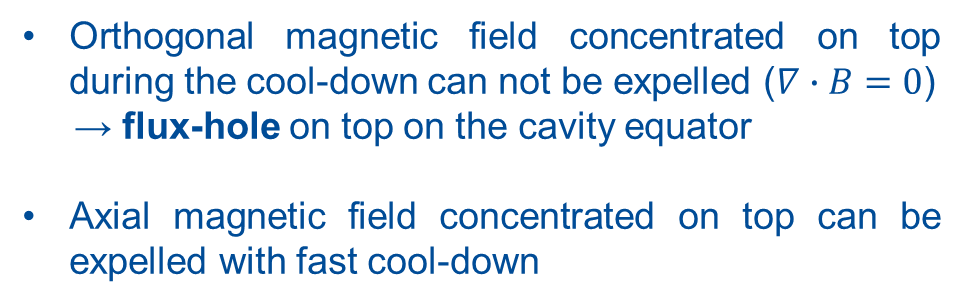 • Orthogonal magnetic field concentrated on top
during the cool-down can not be expelled (∇ · B = 0)
→ flux-hole on top on the cavity equator
• Axial magnetic field concentrated on top can be
expelled with fast cool-down